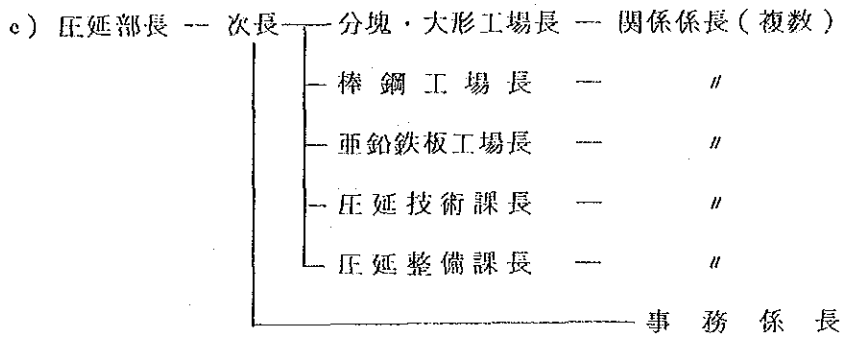 c) 圧延部長 — 次長 — 分塊・大形工場長 — 関係係長(複数)
棒鋼工場長 — 〃
亜鉛鉄板工場長 — 〃
圧延技術課長 — 〃
圧延整備課長 — 〃
事務係長